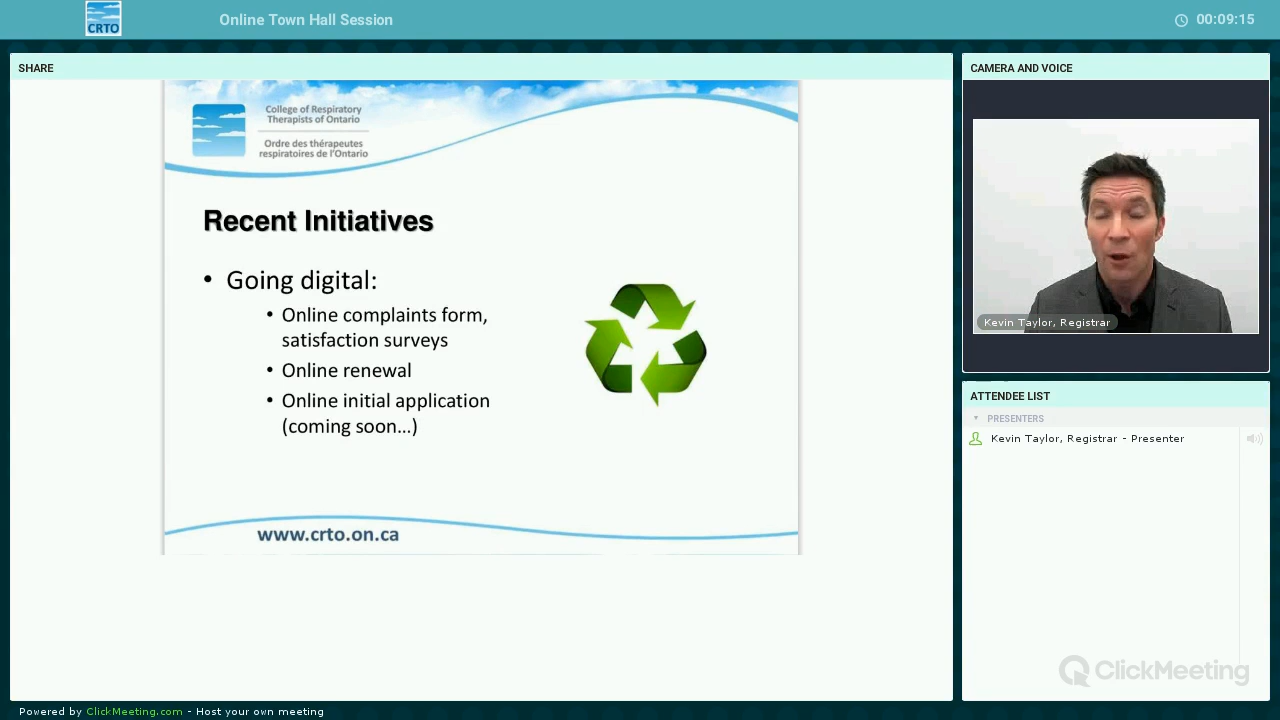 CRTO
Online Town Hall Session
00:09:15
SHARE
College of Respiratory
Therapists of Ontario
Ordre des thérapeutes
respiratoires de l'Ontario
Recent Initiatives
• Going digital:
• Online complaints form,
satisfaction surveys
• Online renewal
• Online initial application
(coming soon...)
www.crto.on.ca
CAMERA AND VOICE
Kevin Taylor, Registrar
ATTENDEE LIST
PRESENTERS
Kevin Taylor, Registrar - Presenter
ClickMeeting
Powered by ClickMeeting.com - Host your own meeting